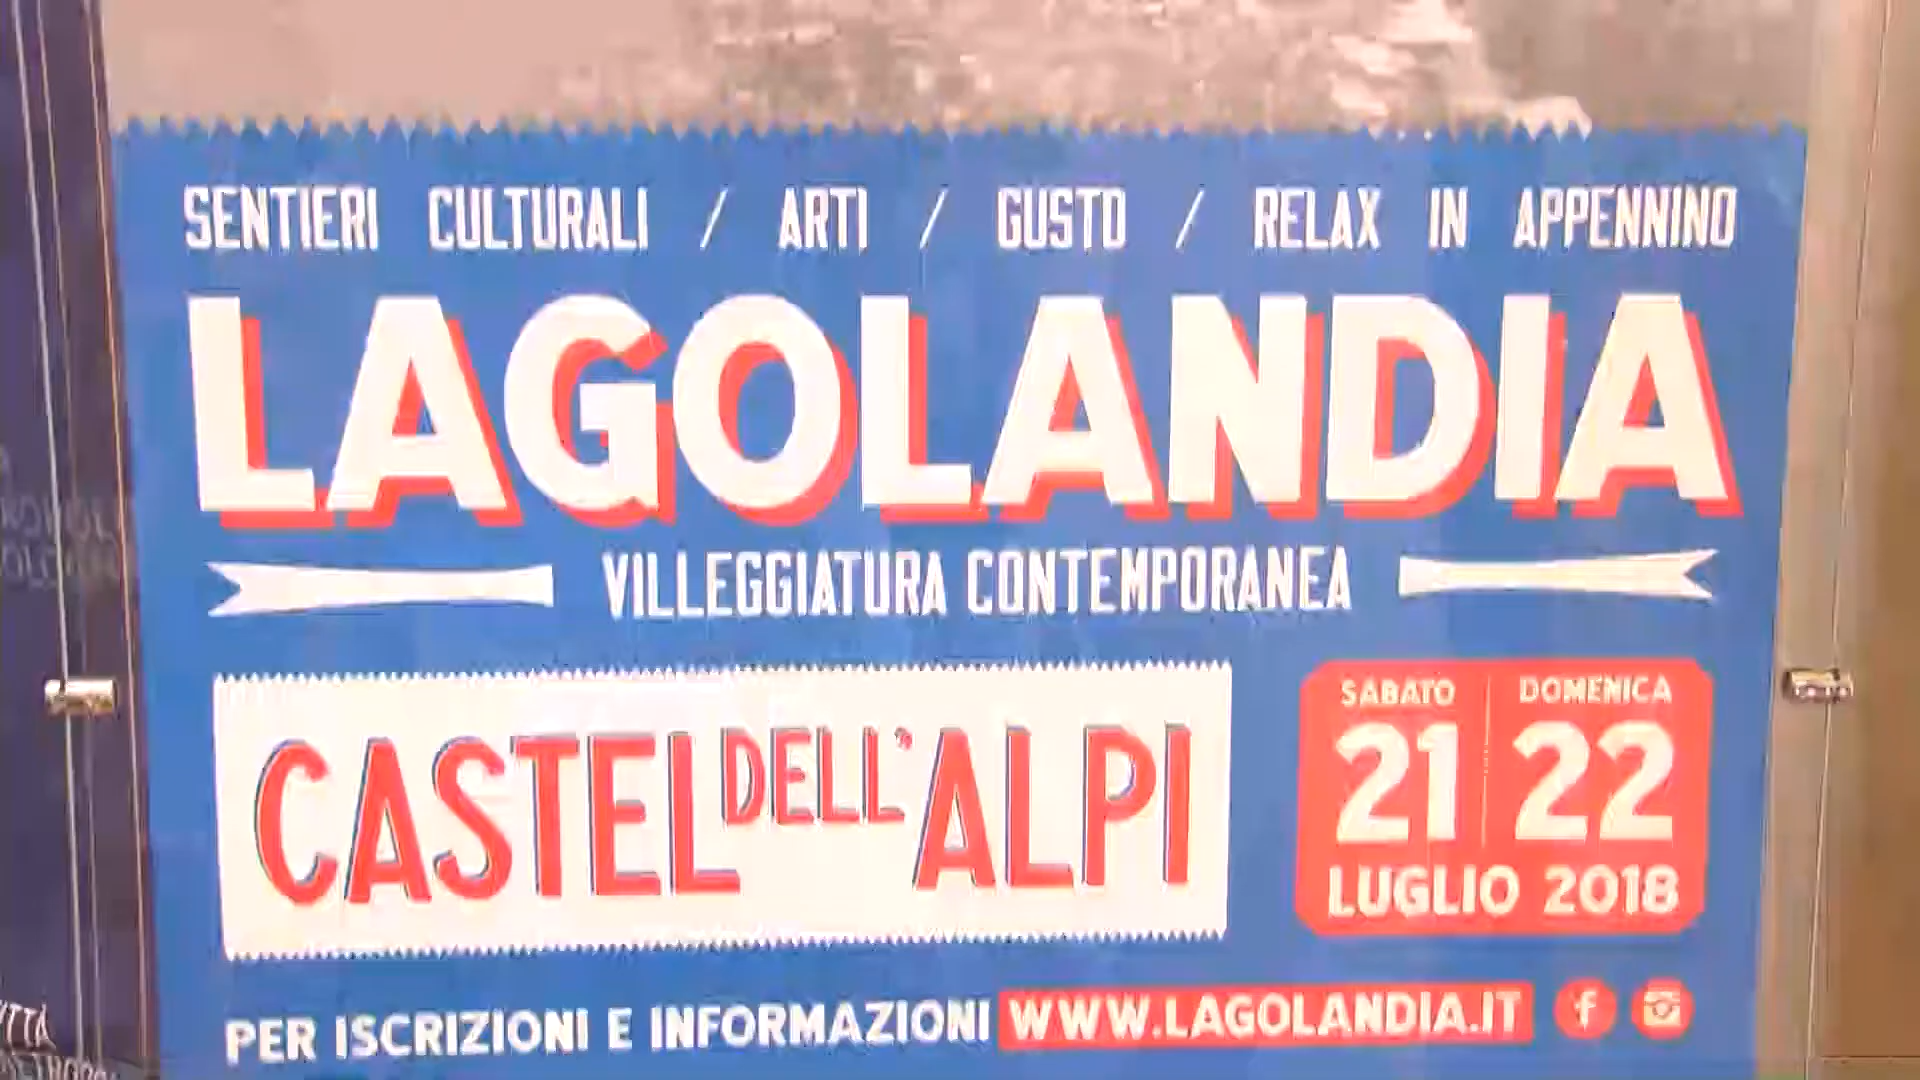 SENTIERI CULTURALI / ARTI / GUSTO / RELAX IN APPENNINO
LAGOLANDIA
VILLEGGIATURA CONTEMPORANEA
CASTEL DELL'ALPI
SABATO DOMENICA
21 22
LUGLIO 2018
PER ISCRIZIONI E INFORMAZIONI WWW.LAGOLANDIA.IT